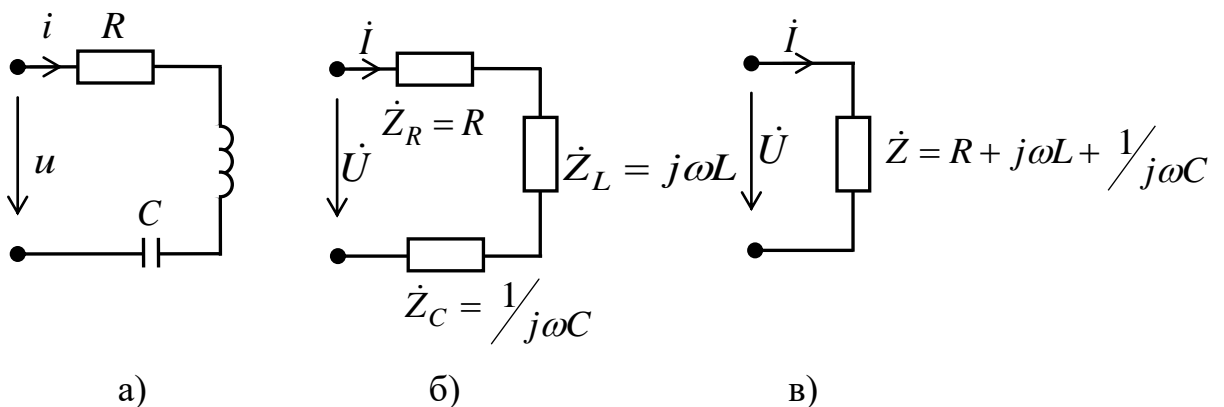 i R
u
C
а)
İ
Ż_R = R
U̇
Ż_L = jωL
Ż_C = 1/jωC
б)
İ
U̇
Ż = R + jωL + 1/jωC
в)